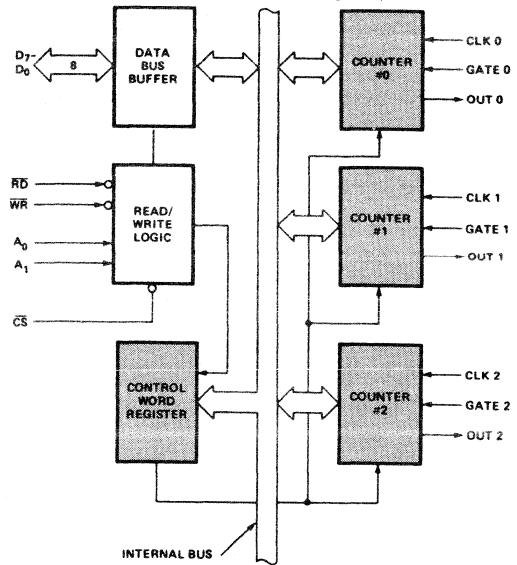 D7-
D0
8
DATA
BUS
BUFFER
COUNTER
#0
CLK 0
GATE 0
OUT 0
RD
WR
A0
A1
CS
READ/
WRITE
LOGIC
COUNTER
#1
CLK 1
GATE 1
OUT 1
CONTROL
WORD
REGISTER
COUNTER
#2
CLK 2
GATE 2
OUT 2
INTERNAL BUS